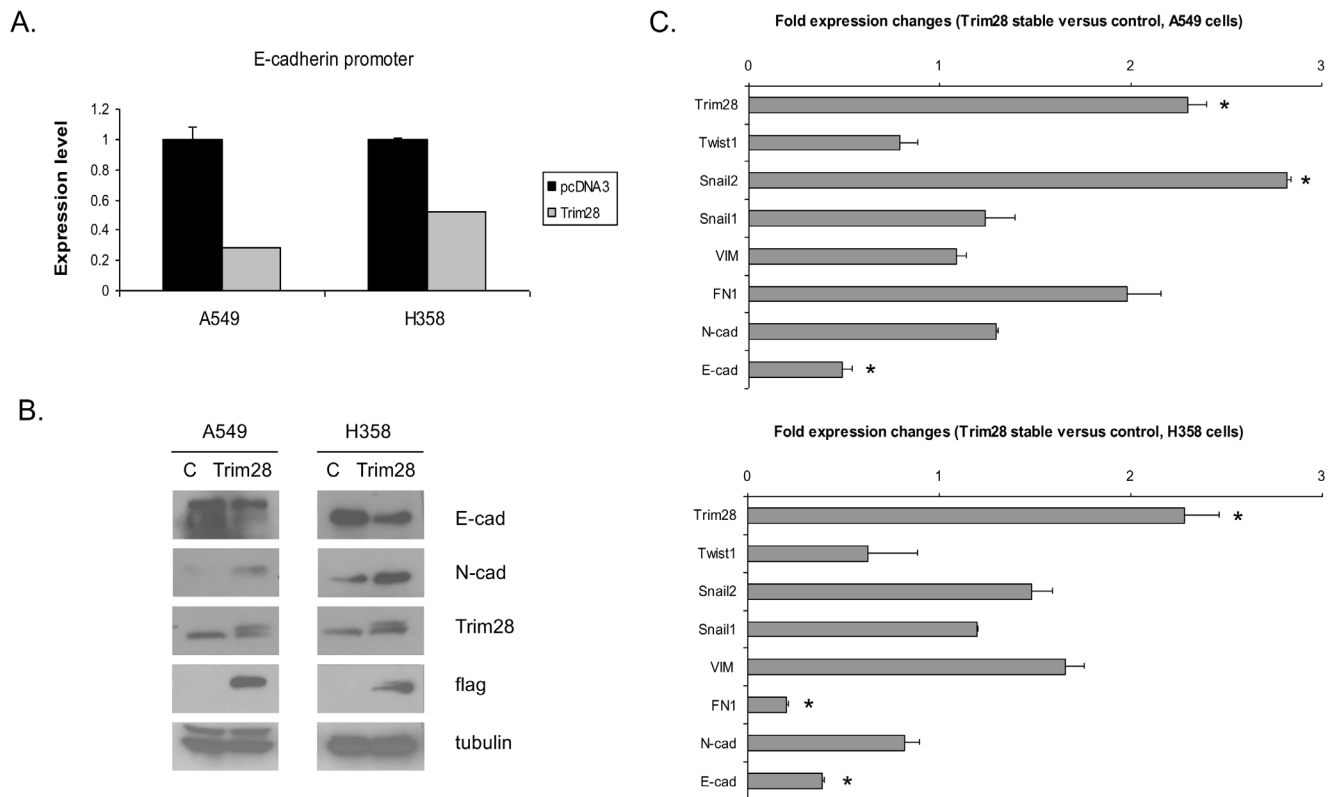 A.
E-cadherin promoter
Expression level
1.2
1
0.8
0.6
0.4
0.2
0
A549
H358
pcDNA3
Trim28
B.
A549
H358
C Trim28
C Trim28
E-cad
N-cad
Trim28
flag
tubulin
C.
Fold expression changes (Trim28 stable versus control, A549 cells)
0 1 2 3
Trim28 *
Twist1
Snail2 *
Snail1
VIM
FN1
N-cad
E-cad *
Fold expression changes (Trim28 stable versus control, H358 cells)
0 1 2 3
Trim28 *
Twist1
Snail2
Snail1
VIM
FN1 *
N-cad
E-cad *